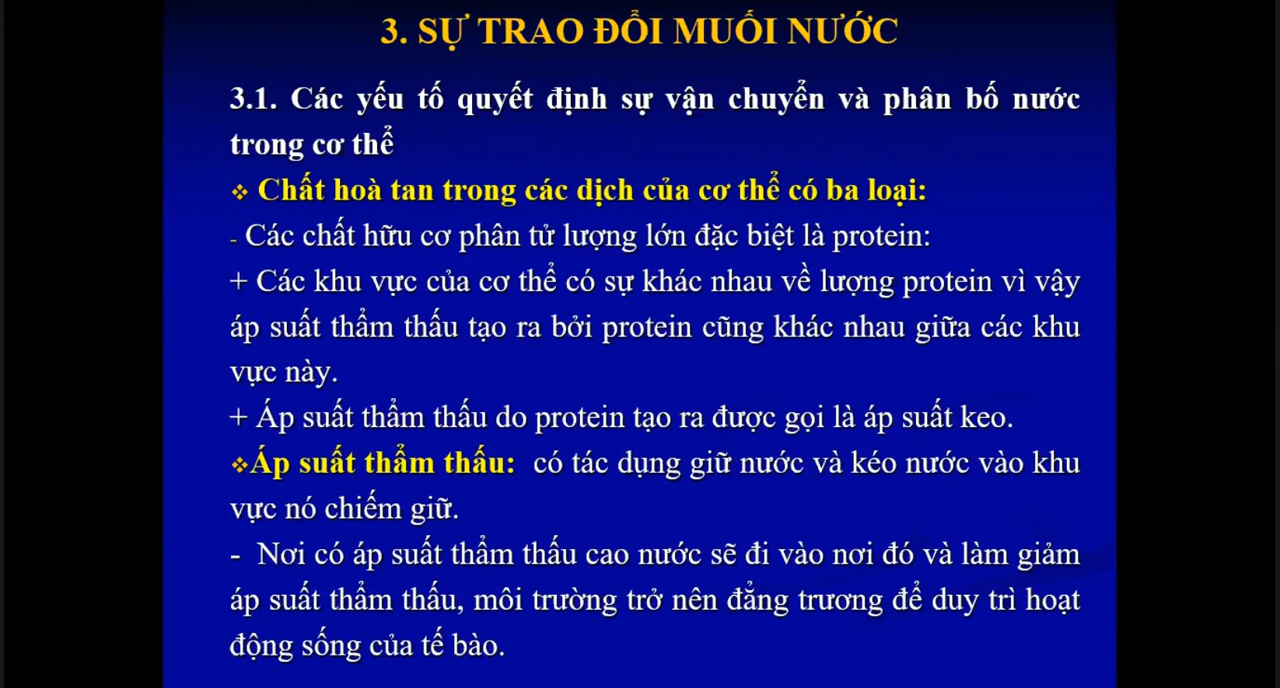 3. SỰ TRAO ĐỔI MUỐI NƯỚC
3.1. Các yếu tố quyết định sự vận chuyển và phân bố nước
trong cơ thể
❖ Chất hoà tan trong các dịch của cơ thể có ba loại:
- Các chất hữu cơ phân tử lượng lớn đặc biệt là protein:
+ Các khu vực của cơ thể có sự khác nhau về lượng protein vì vậy
áp suất thẩm thấu tạo ra bởi protein cũng khác nhau giữa các khu
vực này.
+ Áp suất thẩm thấu do protein tạo ra được gọi là áp suất keo.
❖Áp suất thẩm thấu: có tác dụng giữ nước và kéo nước vào khu
vực nó chiếm giữ.
- Nơi có áp suất thẩm thấu cao nước sẽ đi vào nơi đó và làm giảm
áp suất thẩm thấu, môi trường trở nên đẳng trương để duy trì hoạt
động sống của tế bào.